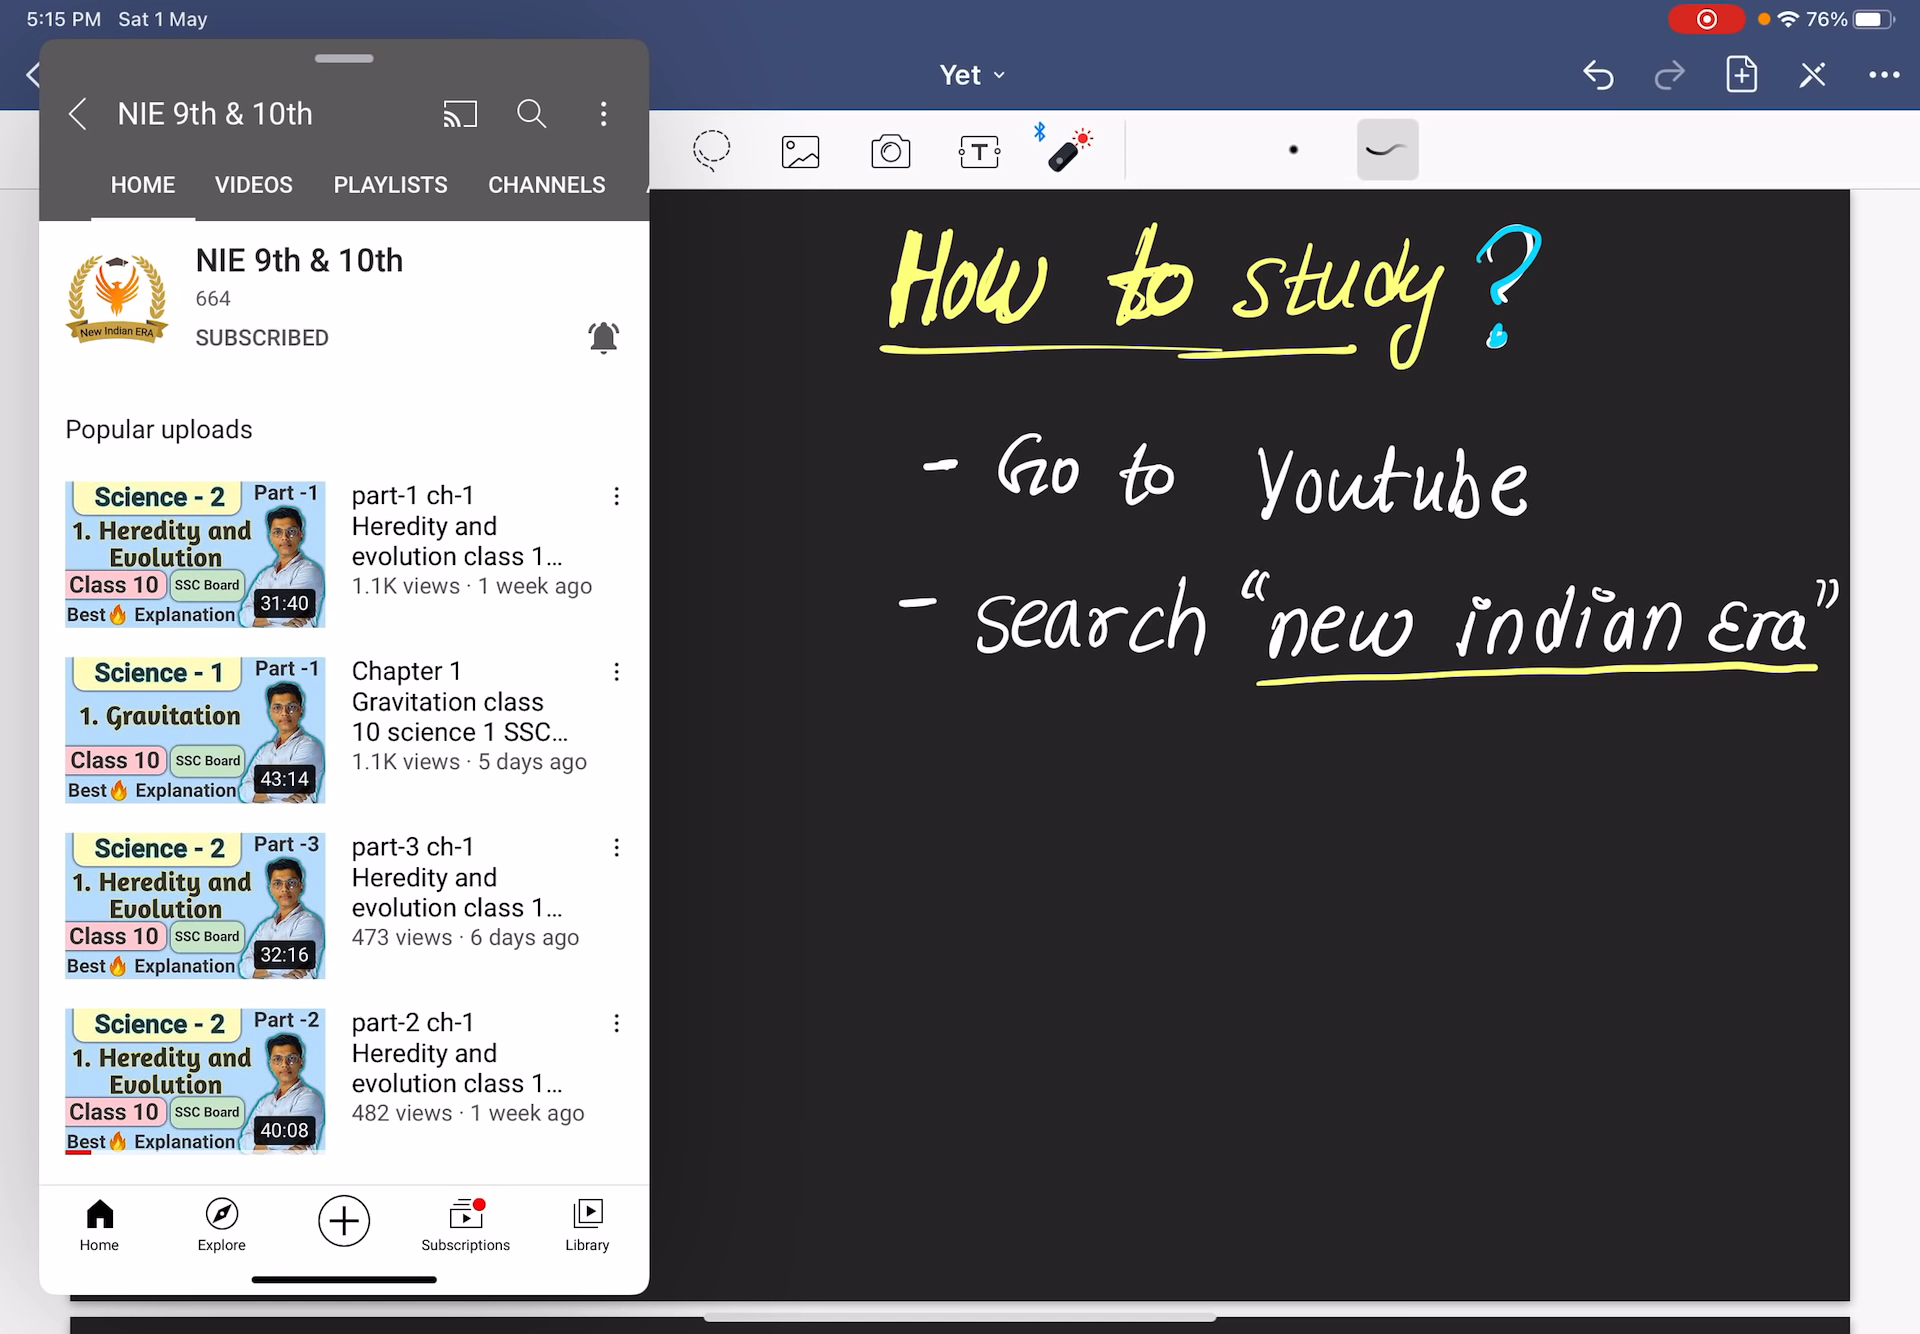 5:15 PM Sat 1 May
76%
Yet
NIE 9th & 10th
HOME VIDEOS PLAYLISTS CHANNELS
NIE 9th & 10th
664
SUBSCRIBED
New Indian ERA
Popular uploads
Science - 2 Part -1
1. Heredity and
Evolution
Class 10 SSC Board
Best🔥 Explanation
31:40
part-1 ch-1
Heredity and
evolution class 1...
1.1K views · 1 week ago
Science - 1 Part -1
1. Gravitation
Class 10 SSC Board
Best🔥 Explanation
43:14
Chapter 1
Gravitation class
10 science 1 SSC...
1.1K views · 5 days ago
Science - 2 Part -3
1. Heredity and
Evolution
Class 10 SSC Board
Best🔥 Explanation
32:16
part-3 ch-1
Heredity and
evolution class 1...
473 views · 6 days ago
Science - 2 Part -2
1. Heredity and
Evolution
Class 10 SSC Board
Best🔥 Explanation
40:08
part-2 ch-1
Heredity and
evolution class 1...
482 views · 1 week ago
Home Explore Subscriptions Library
T
How to study?
- Go to Youtube
- search "new indian Era"